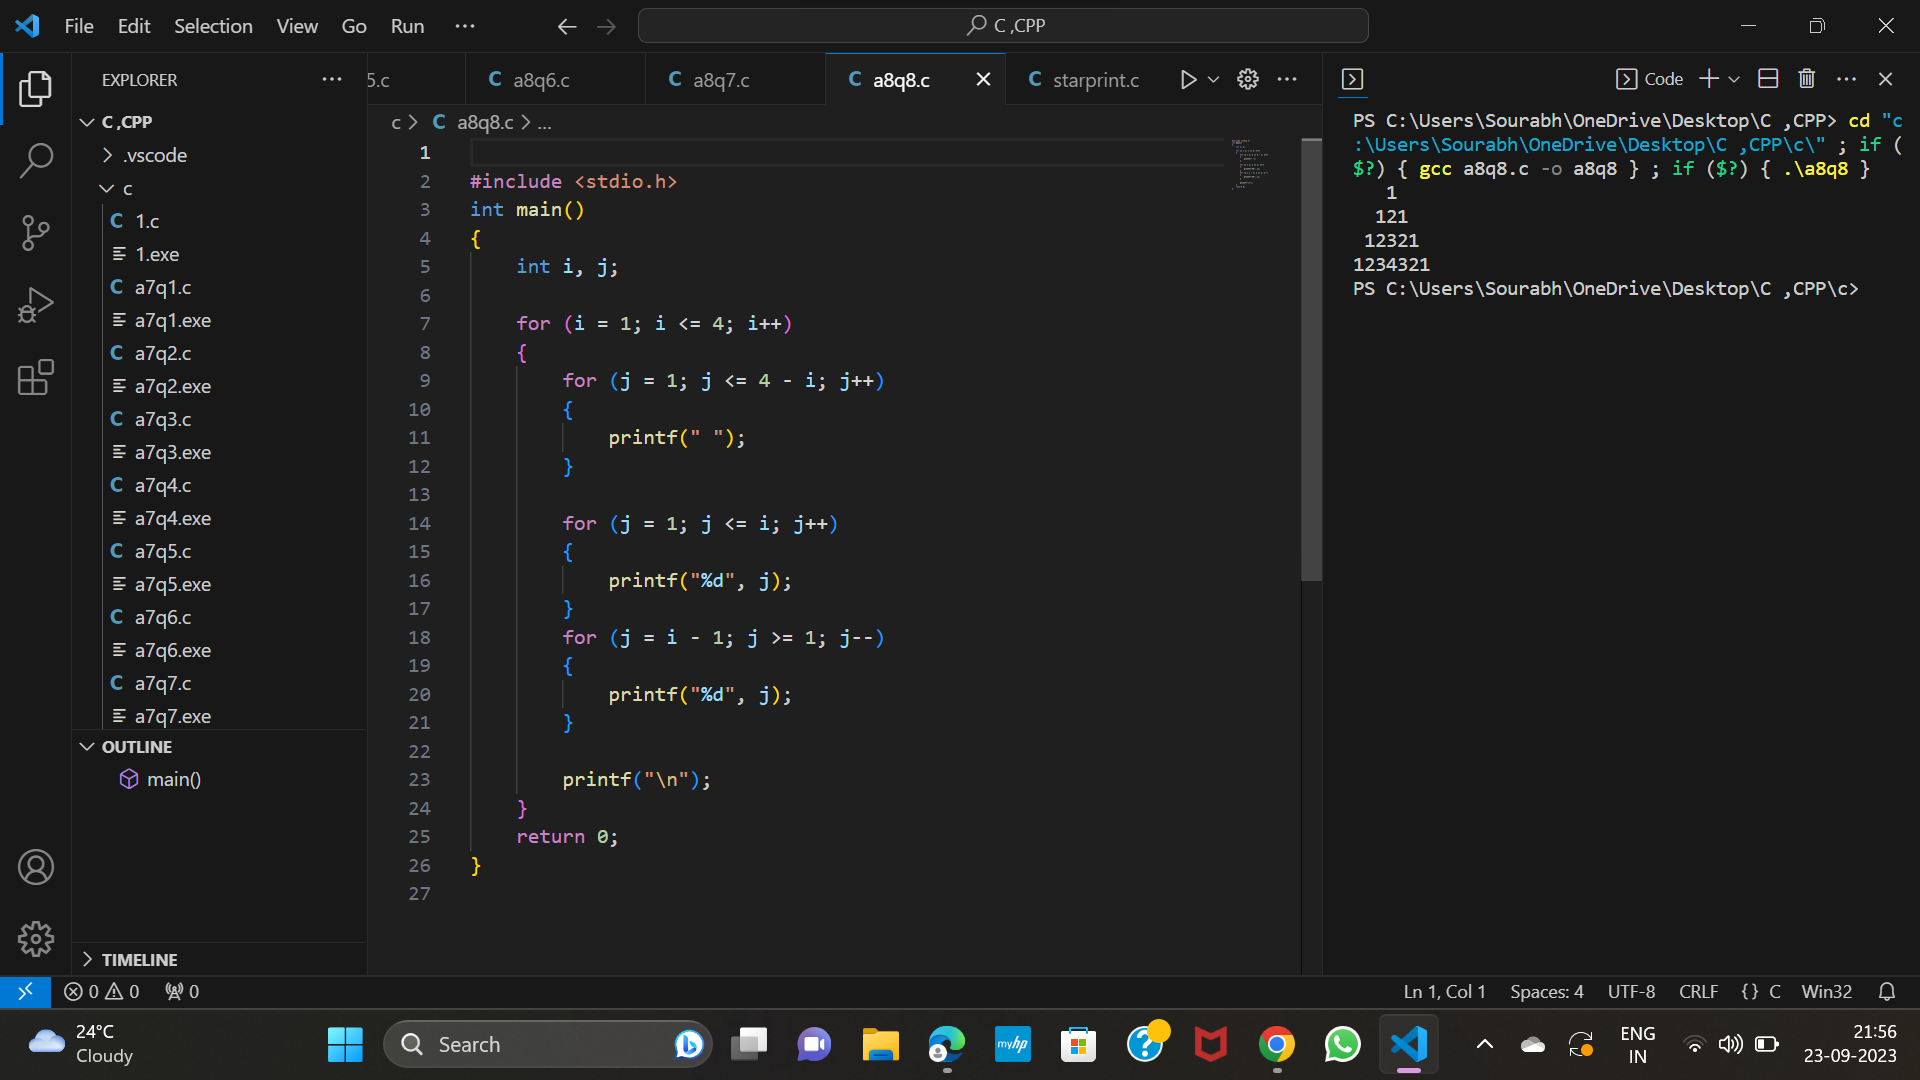 File Edit Selection View Go Run ···
C ,CPP
EXPLORER ···
C ,CPP
.vscode
c
C 1.c
1.exe
C a7q1.c
a7q1.exe
C a7q2.c
a7q2.exe
C a7q3.c
a7q3.exe
C a7q4.c
a7q4.exe
C a7q5.c
a7q5.exe
C a7q6.c
a7q6.exe
C a7q7.c
a7q7.exe
OUTLINE
main()
TIMELINE
5.c C a8q6.c C a7q7.c C a8q8.c C starprint.c ···
c > C a8q8.c > ...
1
2 #include <stdio.h>
3 int main()
4 {
5 int i, j;
6
7 for (i = 1; i <= 4; i++)
8 {
9 for (j = 1; j <= 4 - i; j++)
10 {
11 printf(" ");
12 }
13
14 for (j = 1; j <= i; j++)
15 {
16 printf("%d", j);
17 }
18 for (j = i - 1; j >= 1; j--)
19 {
20 printf("%d", j);
21 }
22
23 printf("\n");
24 }
25 return 0;
26 }
27
Code ···
PS C:\Users\Sourabh\OneDrive\Desktop\C ,CPP> cd "c
:\Users\Sourabh\OneDrive\Desktop\C ,CPP\c\" ; if (
$?) { gcc a8q8.c -o a8q8 } ; if ($?) { .\a8q8 }
1
121
12321
1234321
PS C:\Users\Sourabh\OneDrive\Desktop\C ,CPP\c>
0 0 0
Ln 1, Col 1 Spaces: 4 UTF-8 CRLF {} C Win32
24°C
Cloudy
Search
myhp
ENG
IN
21:56
23-09-2023